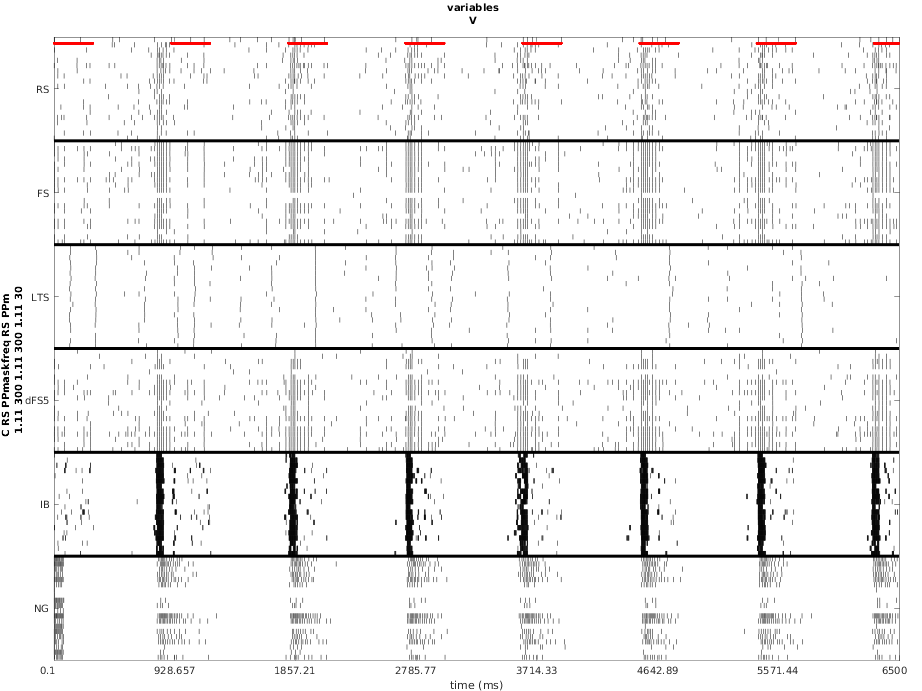 variables
V
C RS PPmaskfreq RS PPm
1.11 300 1.11 300 1.11 30
RS
FS
LTS
dFS5
IB
NG
0.1 928.657 1857.21 2785.77 3714.33 4642.89 5571.44 6500
time (ms)